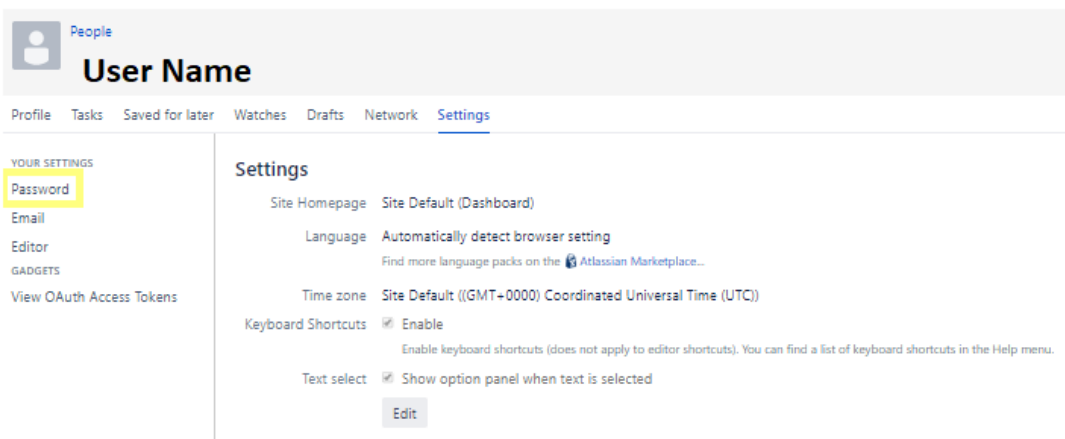 People
User Name
Profile Tasks Saved for later Watches Drafts Network Settings
YOUR SETTINGS
Password
Email
Editor
GADGETS
View OAuth Access Tokens
Settings
Site Homepage Site Default (Dashboard)
Language Automatically detect browser setting
Find more language packs on the Atlassian Marketplace...
Time zone Site Default ((GMT+0000) Coordinated Universal Time (UTC))
Keyboard Shortcuts Enable
Enable keyboard shortcuts (does not apply to editor shortcuts). You can find a list of keyboard shortcuts in the Help menu.
Text select Show option panel when text is selected
Edit